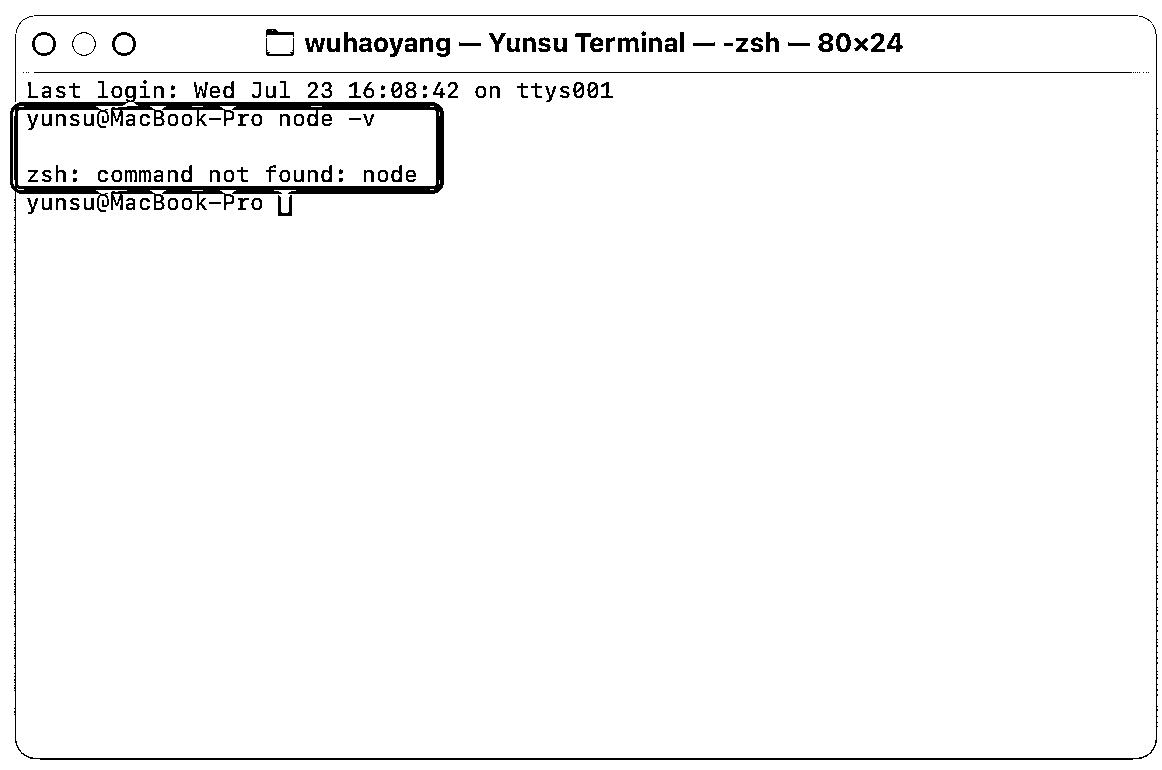 wuhaoyang — Yunsu Terminal — -zsh — 80×24
Last login: Wed Jul 23 16:08:42 on ttys001
yunsu@MacBook-Pro node -v
zsh: command not found: node
yunsu@MacBook-Pro